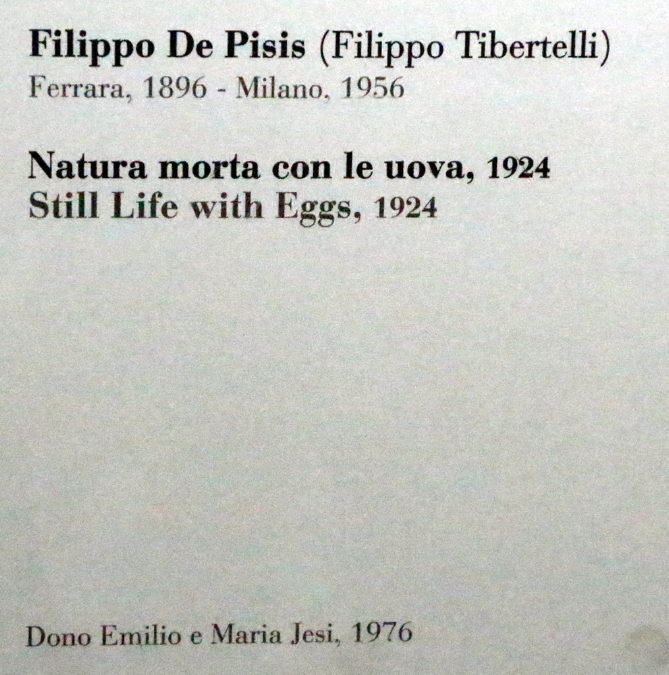 Filippo De Pisis (Filippo Tibertelli)
Ferrara, 1896 - Milano, 1956
Natura morta con le uova, 1924
Still Life with Eggs, 1924
Dono Emilio e Maria Jesi, 1976